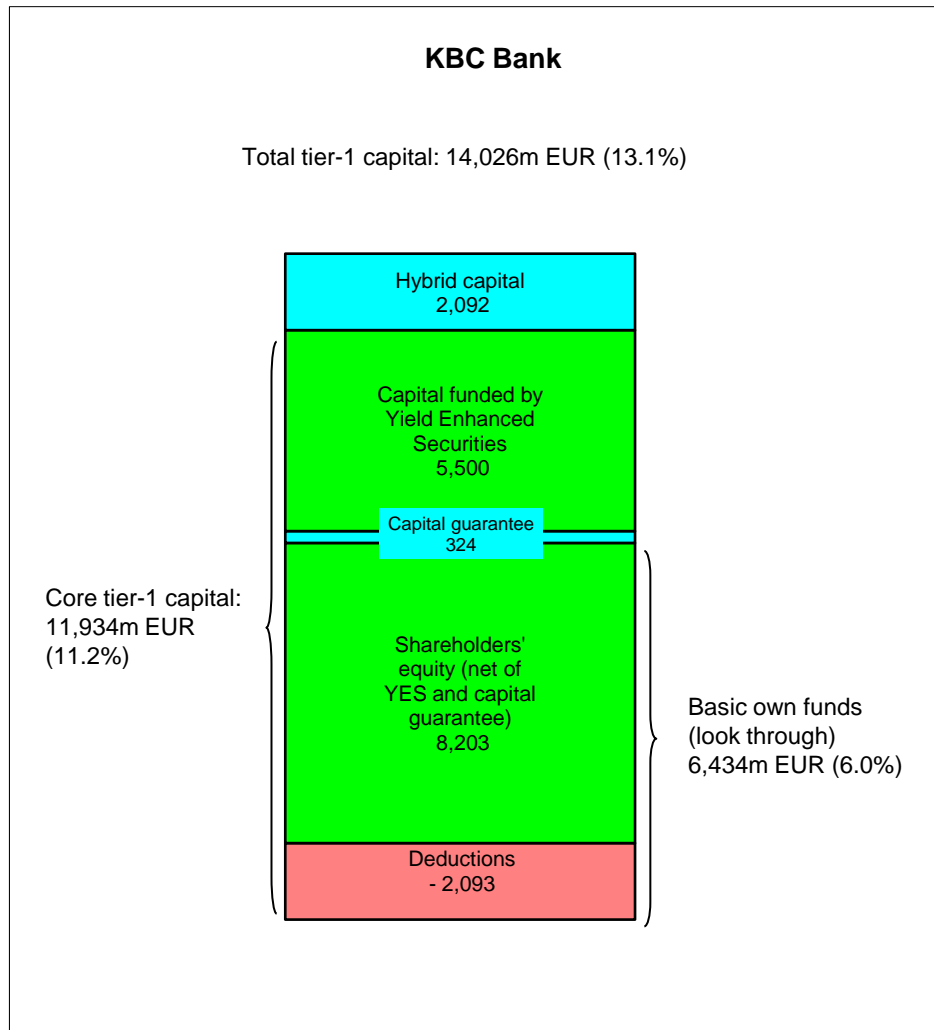 KBC Bank
Total tier-1 capital: 14,026m EUR (13.1%)
Hybrid capital
2,092
Capital funded by
Yield Enhanced
Securities
5,500
Capital guarantee
324
Core tier-1 capital:
11,934m EUR
(11.2%)
Shareholders'
equity (net of
YES and capital
guarantee)
8,203
Basic own funds
(look through)
6,434m EUR (6.0%)
Deductions
- 2,093